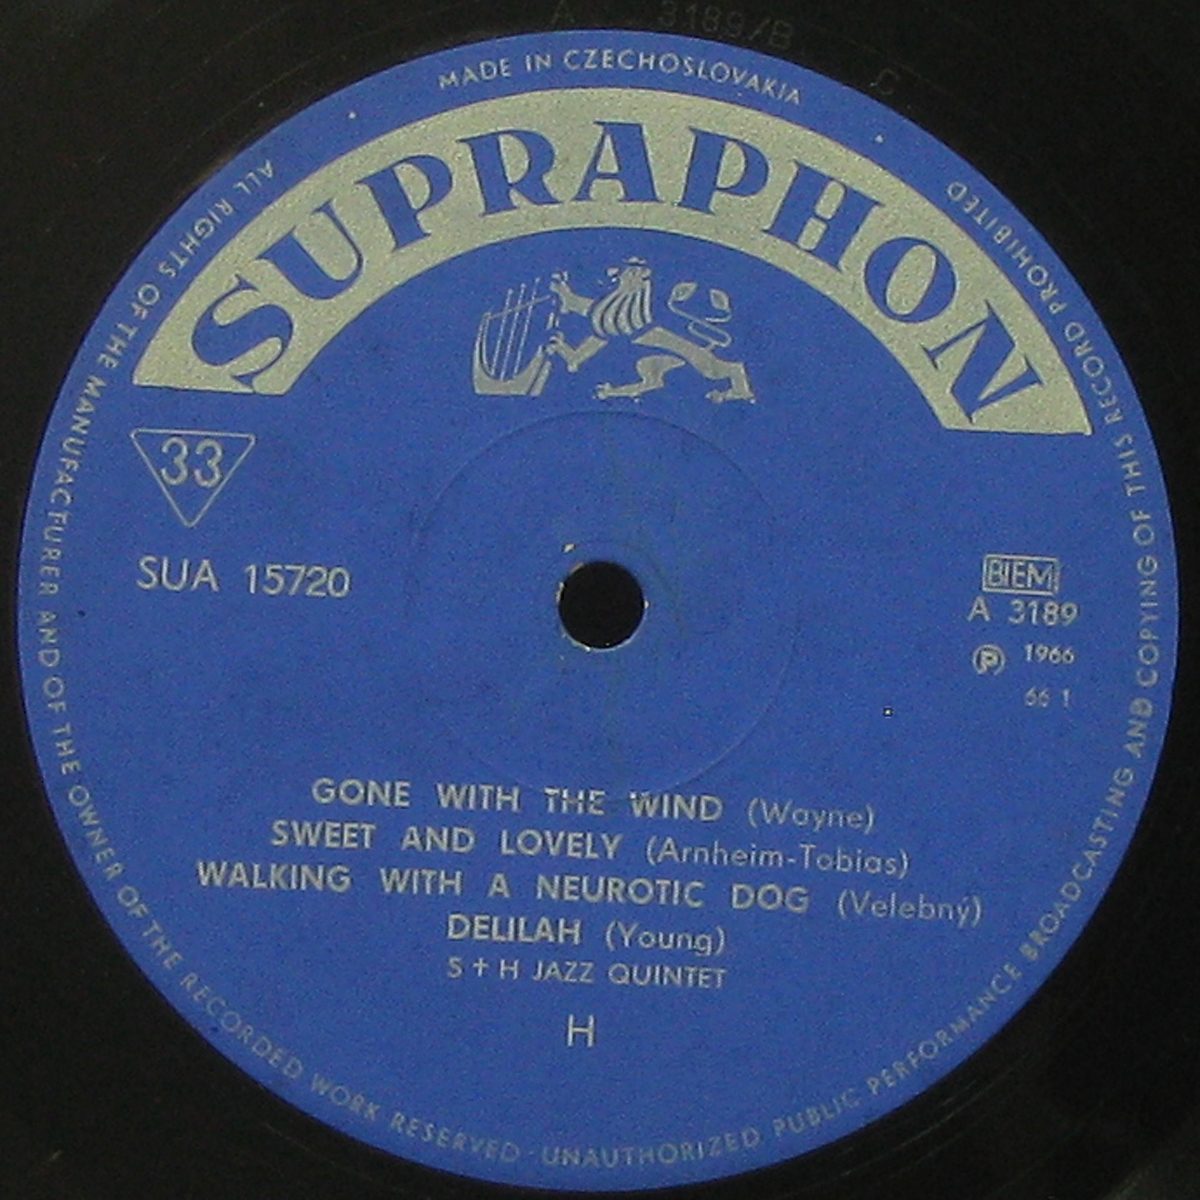 A 3189/B
C
MADE IN CZECHOSLOVAKIA
ALL RIGHTS OF THE MANUFACTURER AND OF THE OWNER OF THE RECORDED WORK RESERVED · UNAUTHORIZED PUBLIC PERFORMANCE BROADCASTING AND COPYING OF THIS RECORD PROHIBITED
SUPRAPHON
33
SUA 15720
BIEM
A 3189
Ⓟ 1966
66 1
GONE WITH THE WIND (Wayne)
SWEET AND LOVELY (Arnheim-Tobias)
WALKING WITH A NEUROTIC DOG (Velebný)
DELILAH (Young)
S + H JAZZ QUINTET
H